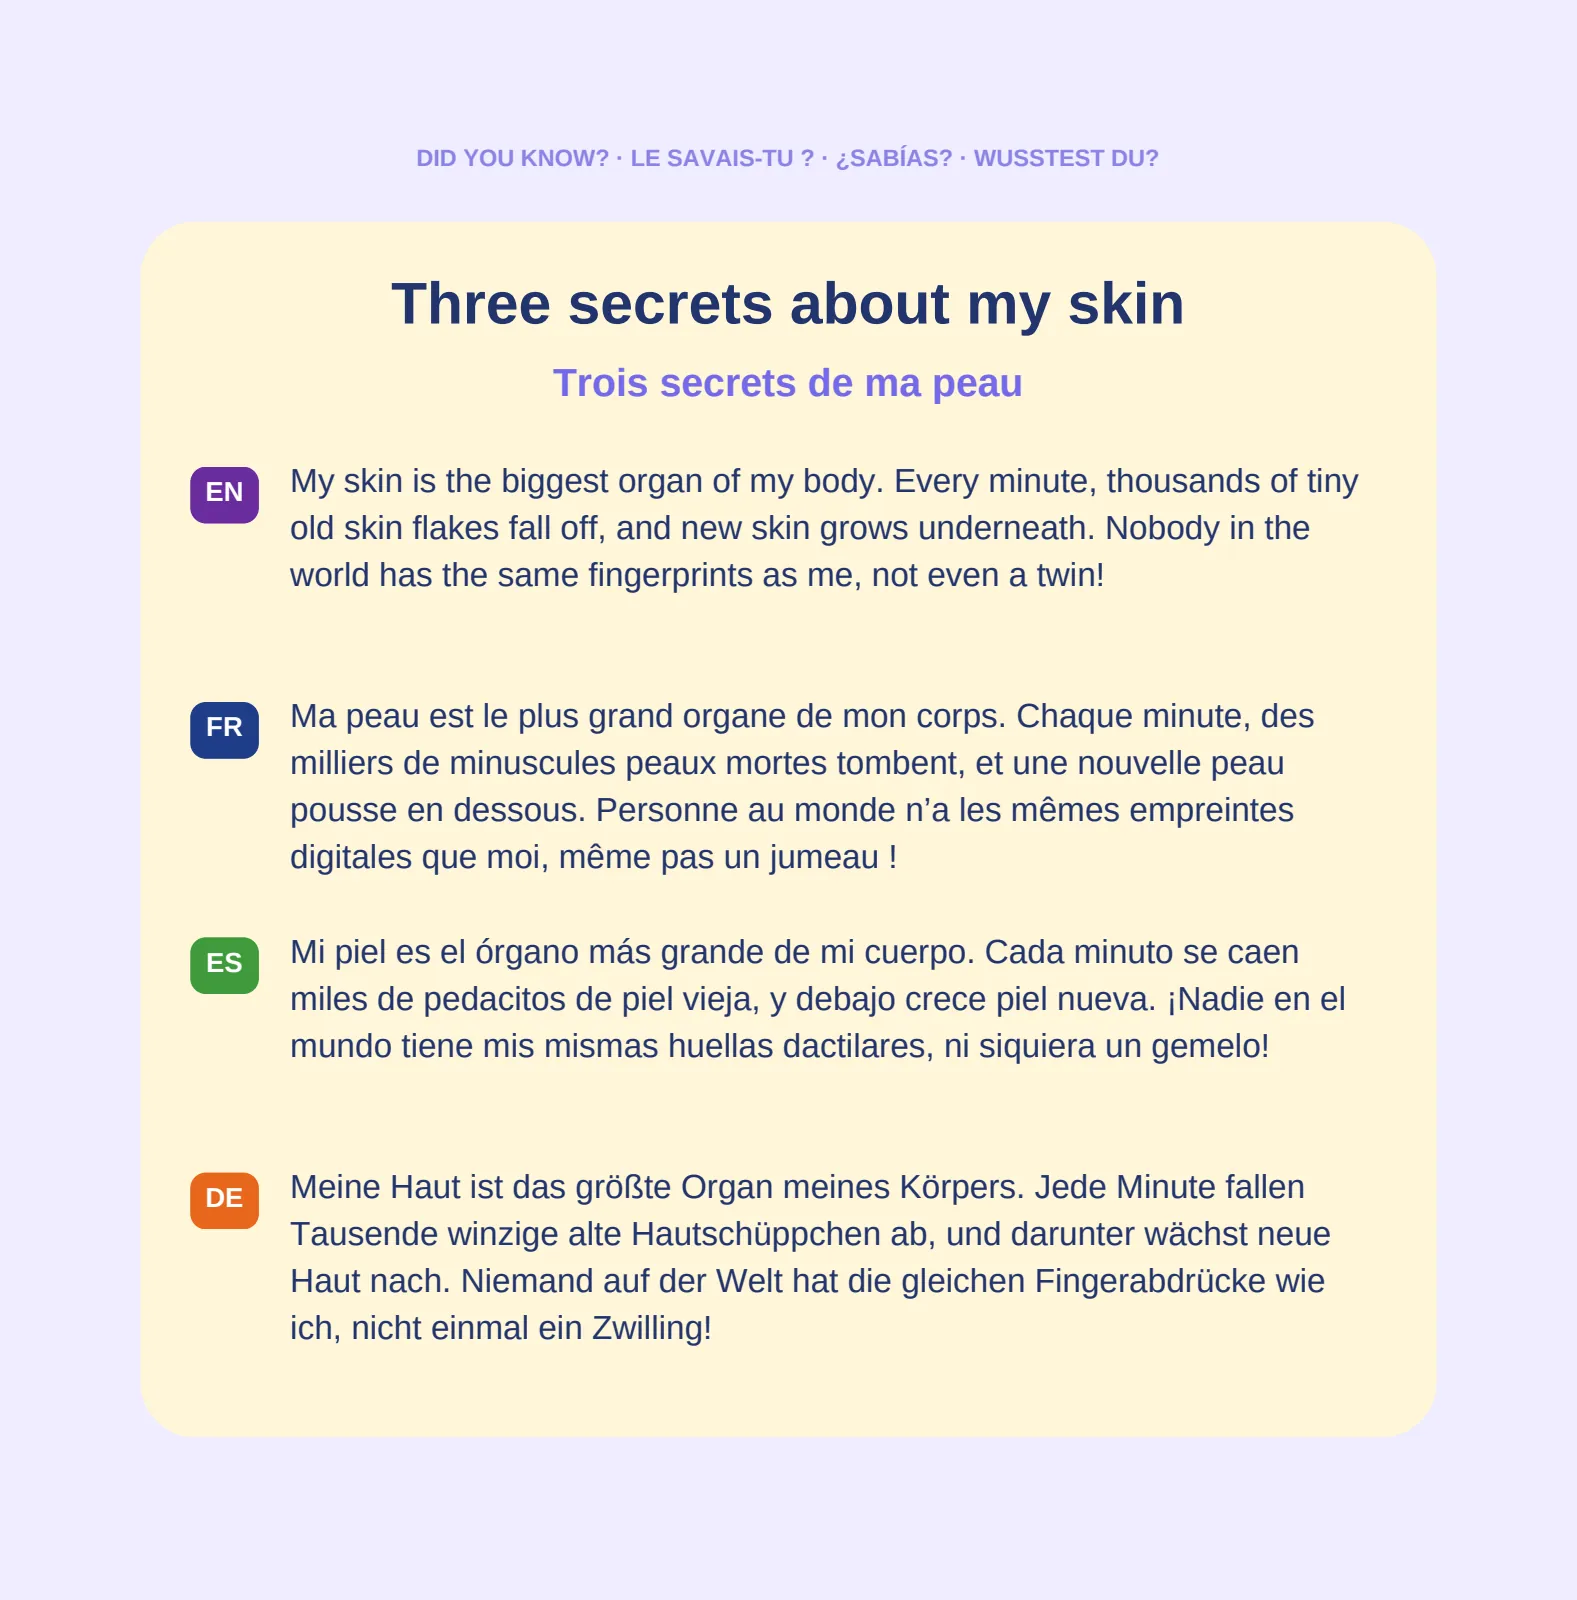 DID YOU KNOW? · LE SAVAIS-TU ? · ¿SABÍAS? · WUSSTEST DU?
Three secrets about my skin
Trois secrets de ma peau
EN
My skin is the biggest organ of my body. Every minute, thousands of tiny
old skin flakes fall off, and new skin grows underneath. Nobody in the
world has the same fingerprints as me, not even a twin!
FR
Ma peau est le plus grand organe de mon corps. Chaque minute, des
milliers de minuscules peaux mortes tombent, et une nouvelle peau
pousse en dessous. Personne au monde n’a les mêmes empreintes
digitales que moi, même pas un jumeau !
ES
Mi piel es el órgano más grande de mi cuerpo. Cada minuto se caen
miles de pedacitos de piel vieja, y debajo crece piel nueva. ¡Nadie en el
mundo tiene mis mismas huellas dactilares, ni siquiera un gemelo!
DE
Meine Haut ist das größte Organ meines Körpers. Jede Minute fallen
Tausende winzige alte Hautschüppchen ab, und darunter wächst neue
Haut nach. Niemand auf der Welt hat die gleichen Fingerabdrücke wie
ich, nicht einmal ein Zwilling!